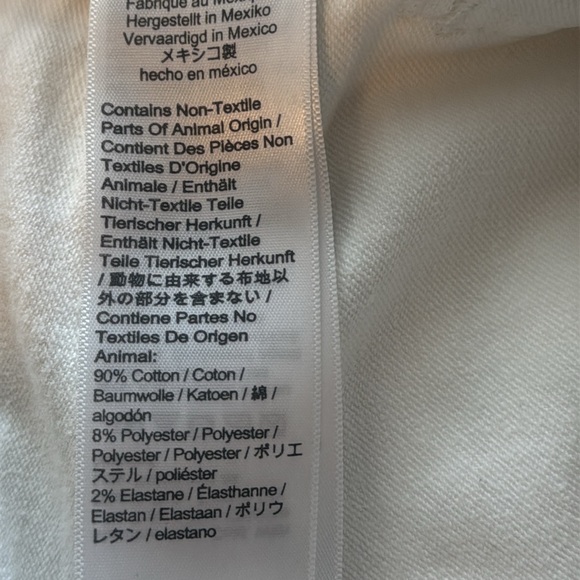 Fabriqué au Mexique
Hergestellt in Mexiko
Vervaardigd in Mexico
メキシコ製
hecho en méxico
Contains Non-Textile
Parts Of Animal Origin /
Contient Des Pièces Non
Textiles D'Origine
Animale / Enthält
Nicht-Textile Teile
Tierischer Herkunft /
Enthält Nicht-Textile
Teile Tierischer Herkunft
/ 動物に由来する布地以
外の部分を含まない /
Contiene Partes No
Textiles De Origen
Animal:
90% Cotton / Coton /
Baumwolle / Katoen / 綿 /
algodón
8% Polyester / Polyester /
Polyester / Polyester / ポリエ
ステル / poliéster
2% Elastane / Élasthanne /
Elastan / Elastaan / ポリウ
レタン / elastano